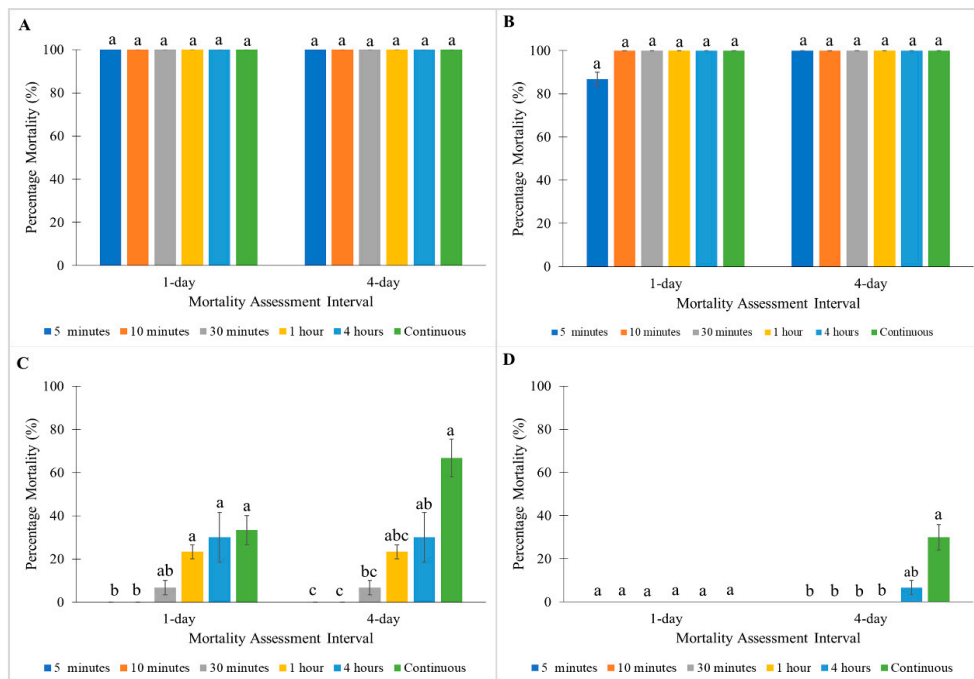 A
a a a a a a a a a a a a
100
80
60
40
20
0
Percentage Mortality (%)
1-day 4-day
Mortality Assessment Interval
5 minutes 10 minutes 30 minutes 1 hour 4 hours Continuous
B
a a a a a a a a a a a a
100
80
60
40
20
0
Percentage Mortality (%)
1-day 4-day
Mortality Assessment Interval
5 minutes 10 minutes 30 minutes 1 hour 4 hours Continuous
C
b b ab a a a c c bc abc ab a
100
80
60
40
20
0
Percentage Mortality (%)
1-day 4-day
Mortality Assessment Interval
5 minutes 10 minutes 30 minutes 1 hour 4 hours Continuous
D
a a a a a a b b b b ab a
100
80
60
40
20
0
Percentage Mortality (%)
1-day 4-day
Mortality Assessment Interval
5 minutes 10 minutes 30 minutes 1 hour 4 hours Continuous